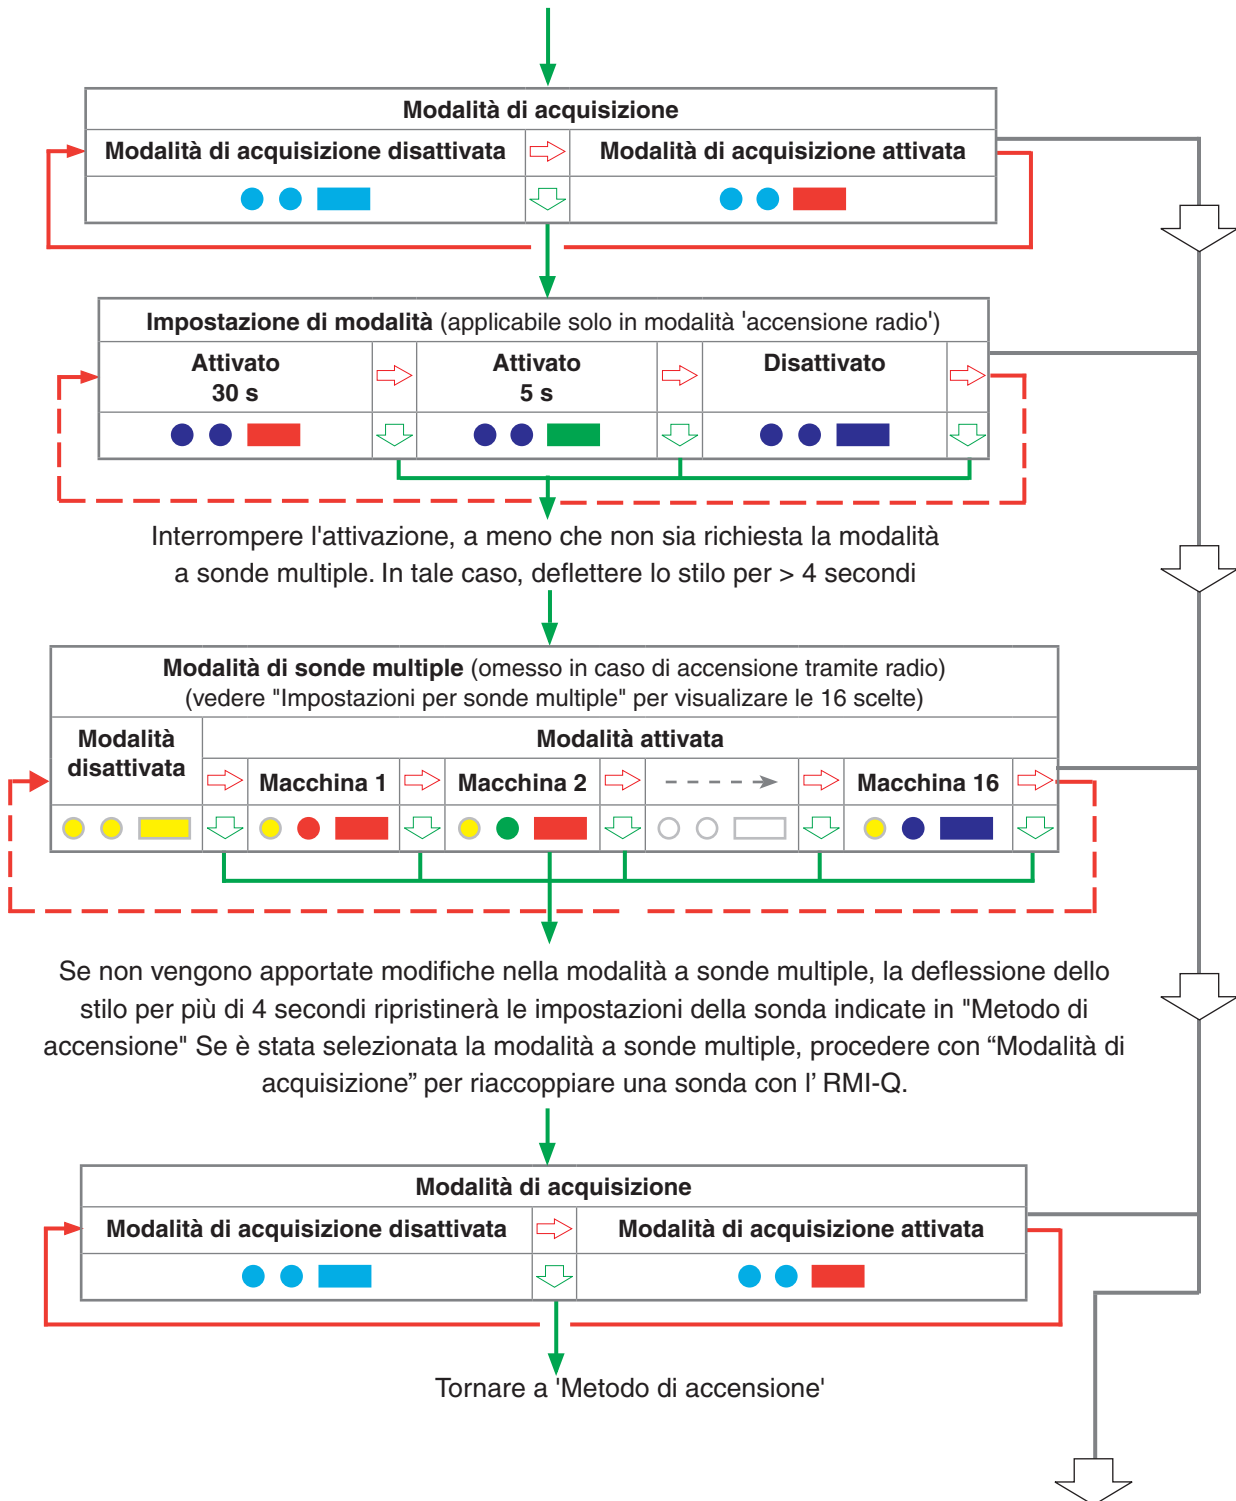 Modalità di acquisizione
Modalità di acquisizione disattivata
Modalità di acquisizione attivata
Impostazione di modalità (applicabile solo in modalità 'accensione radio')
Attivato
30 s
Attivato
5 s
Disattivato
Interrompere l'attivazione, a meno che non sia richiesta la modalità
a sonde multiple. In tale caso, deflettere lo stilo per > 4 secondi
Modalità di sonde multiple (omesso in caso di accensione tramite radio)
(vedere "Impostazioni per sonde multiple" per visualizzare le 16 scelte)
Modalità
disattivata
Modalità attivata
Macchina 1
Macchina 2
Macchina 16
Se non vengono apportate modifiche nella modalità a sonde multiple, la deflessione dello
stilo per più di 4 secondi ripristinerà le impostazioni della sonda indicate in "Metodo di
accensione" Se è stata selezionata la modalità a sonde multiple, procedere con “Modalità di
acquisizione” per riaccoppiare una sonda con l’ RMI-Q.
Modalità di acquisizione
Modalità di acquisizione disattivata
Modalità di acquisizione attivata
Tornare a 'Metodo di accensione'